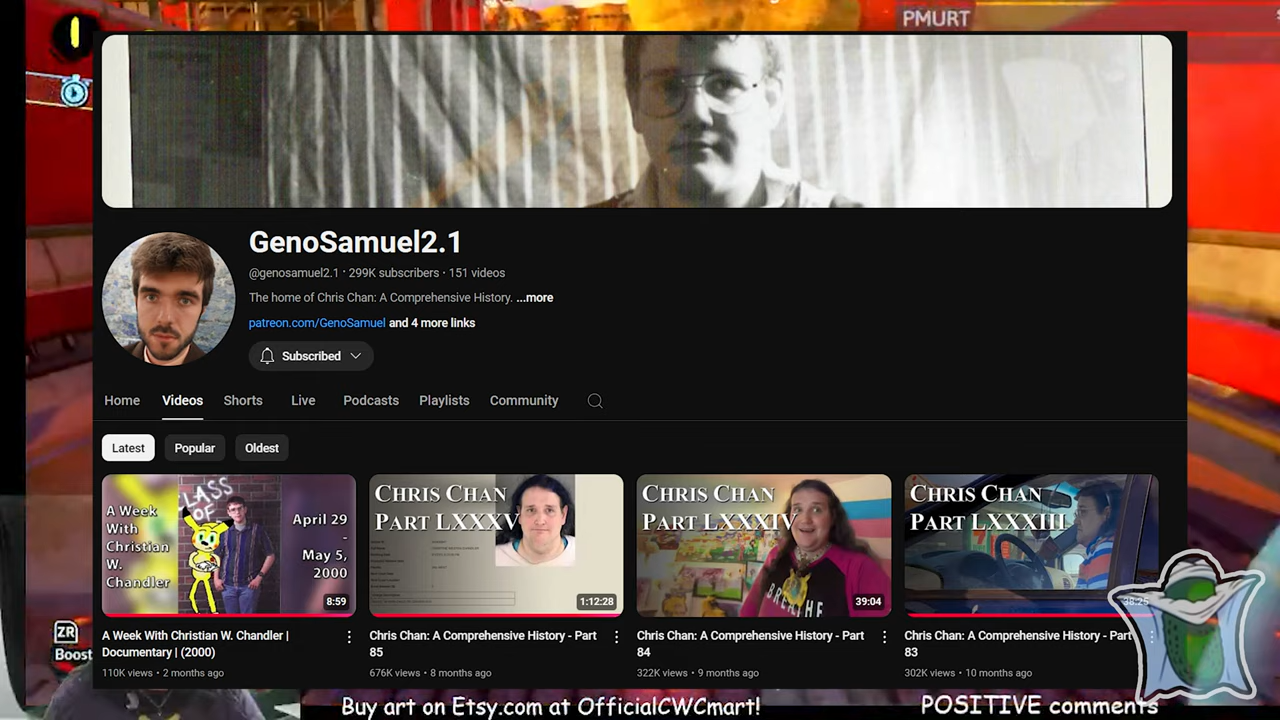 PMURT
GenoSamuel2.1
@genosamuel2.1 · 299K subscribers · 151 videos
The home of Chris Chan: A Comprehensive History. ...more
patreon.com/GenoSamuel and 4 more links
Subscribed
Home Videos Shorts Live Podcasts Playlists Community
Latest Popular Oldest
A Week
With
Christian
W.
Chandler
CLASS
OF
April 29
-
May 5,
2000
8:59
CHRIS CHAN
PART LXXXV
1:12:28
CHRIS CHAN
PART LXXXIV
BREATHE
39:04
CHRIS CHAN
PART LXXXIII
38:25
A Week With Christian W. Chandler |
Documentary | (2000)
110K views • 2 months ago
Chris Chan: A Comprehensive History - Part
85
676K views • 8 months ago
Chris Chan: A Comprehensive History - Part
84
322K views • 9 months ago
Chris Chan: A Comprehensive History - Part
83
302K views • 10 months ago
ZR
Boost
Buy art on Etsy.com at OfficialCWCmart!
POSITIVE comments